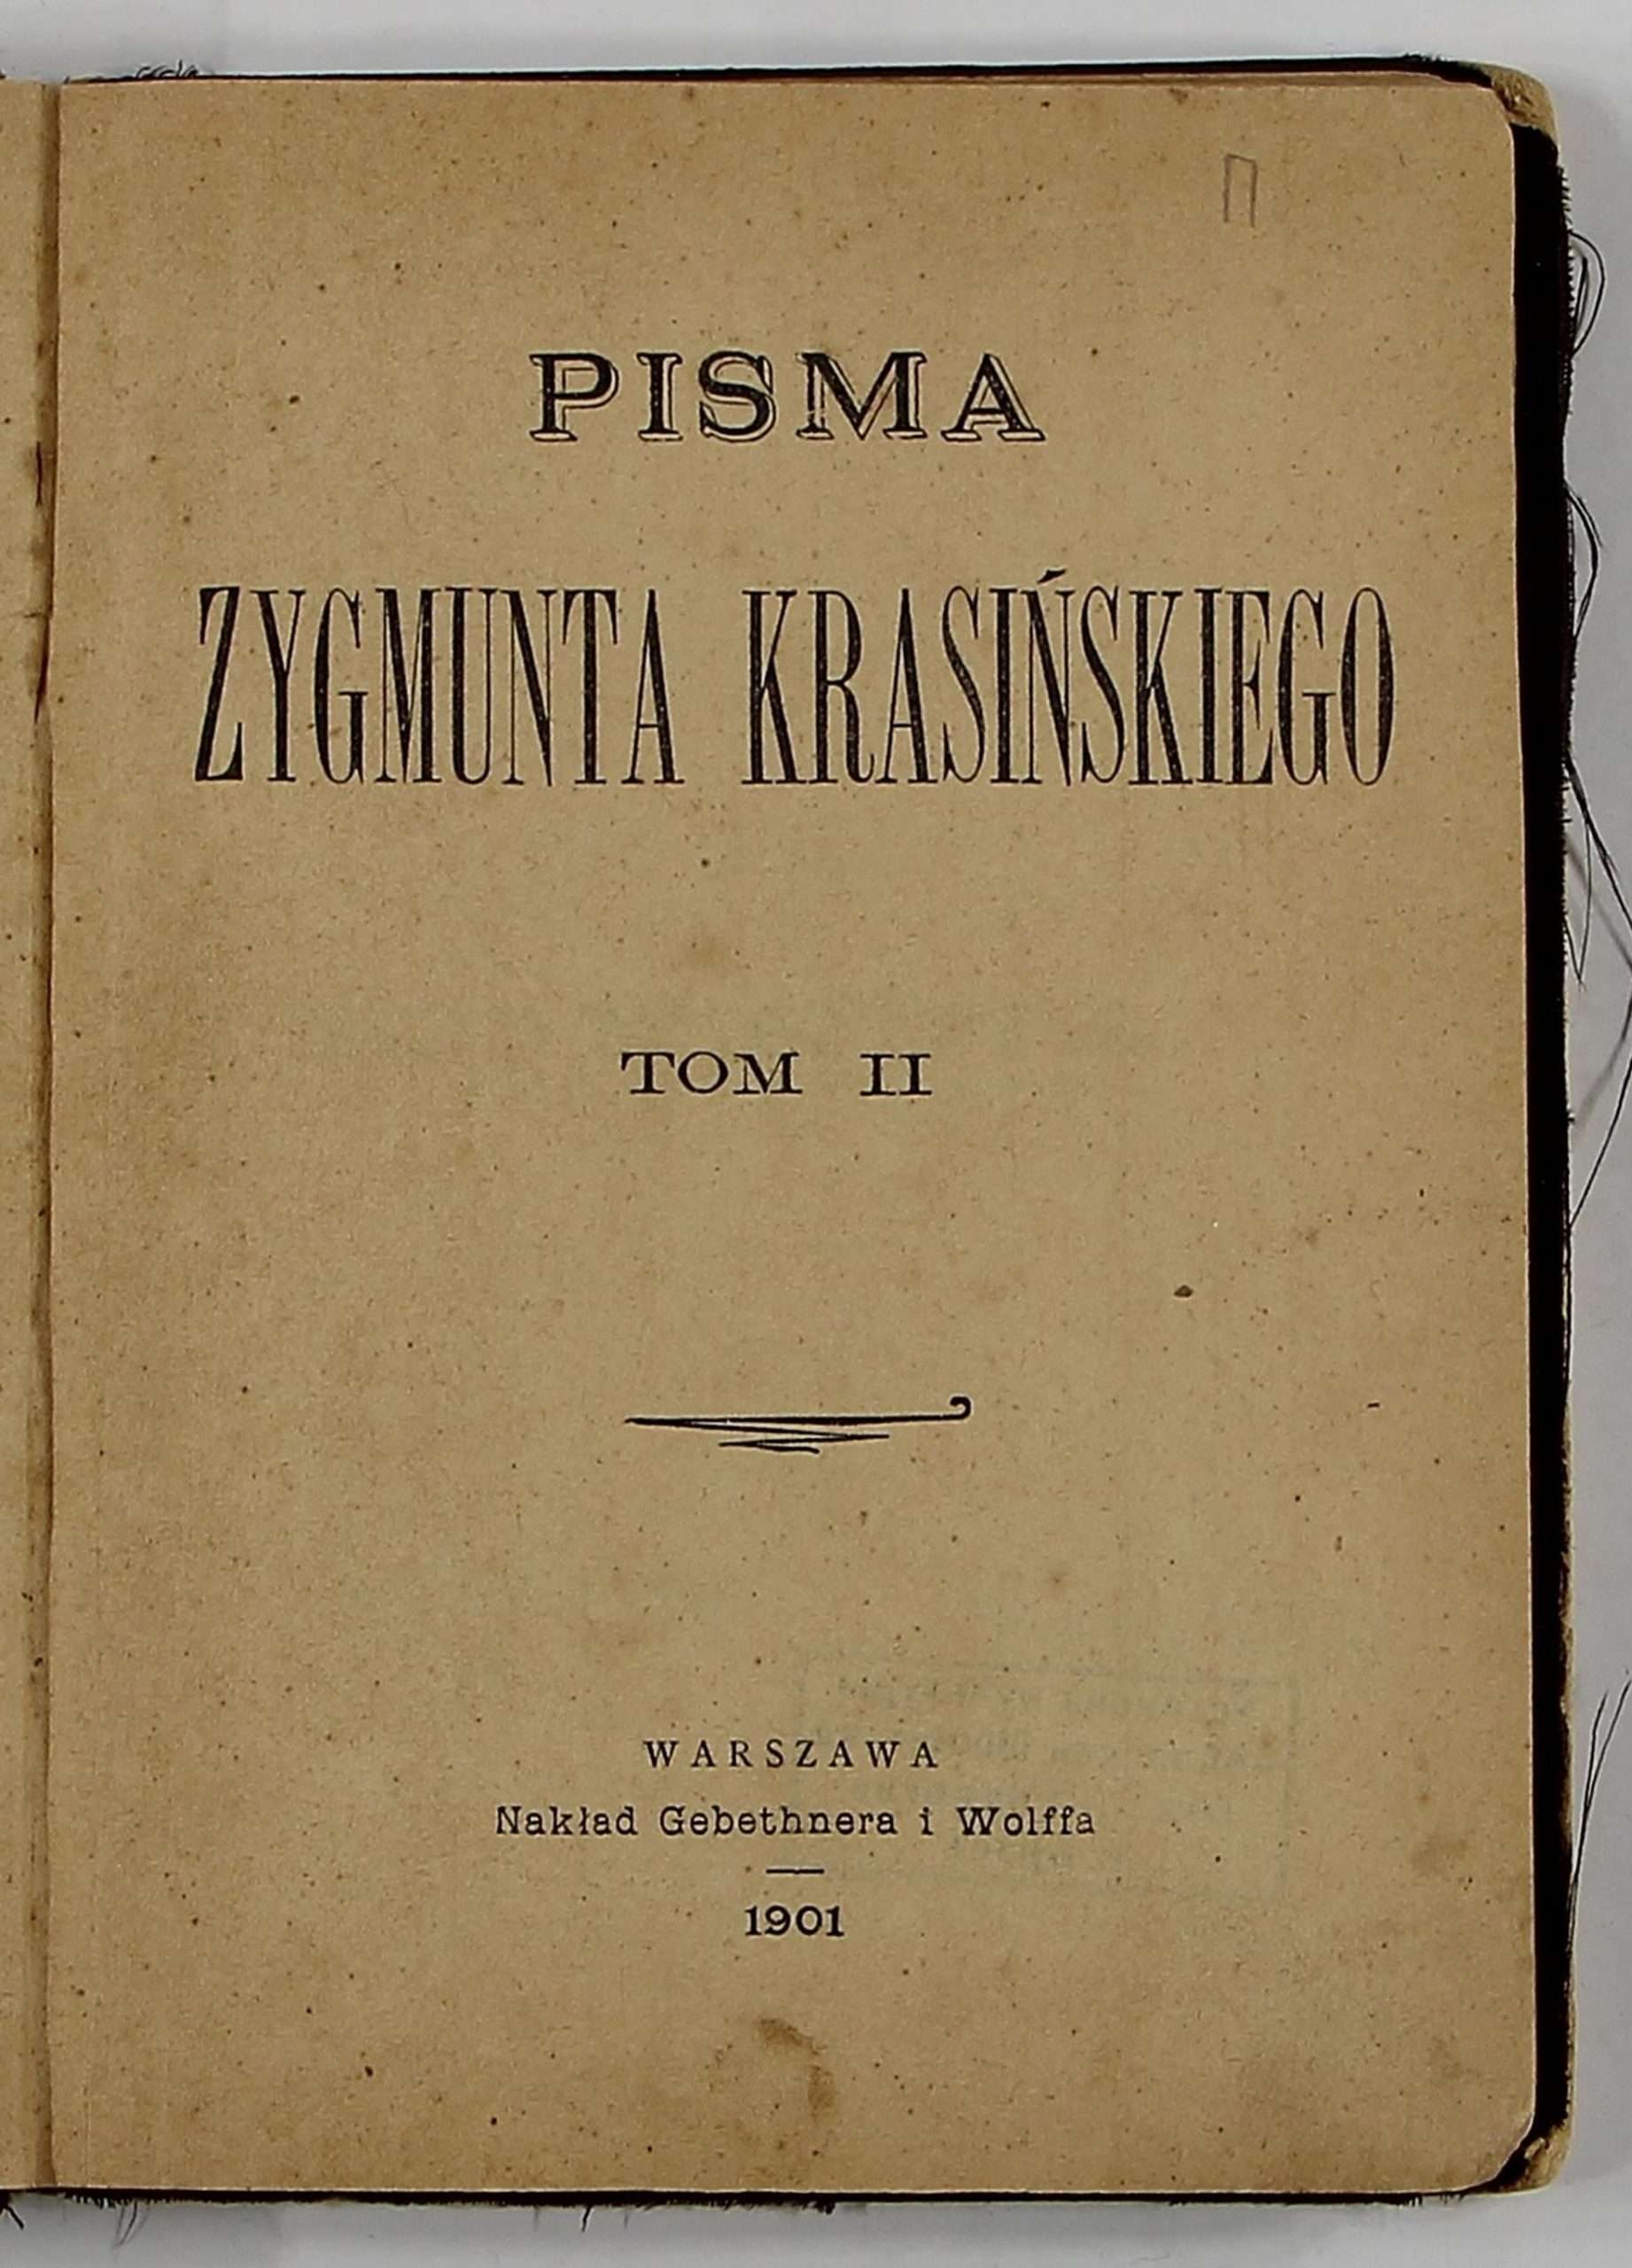 П
PISMA
ZYGMUNTA KRASIŃSKIEGO
TOM II
WARSZAWA
Nakład Gebethnera i Wolffa
1901